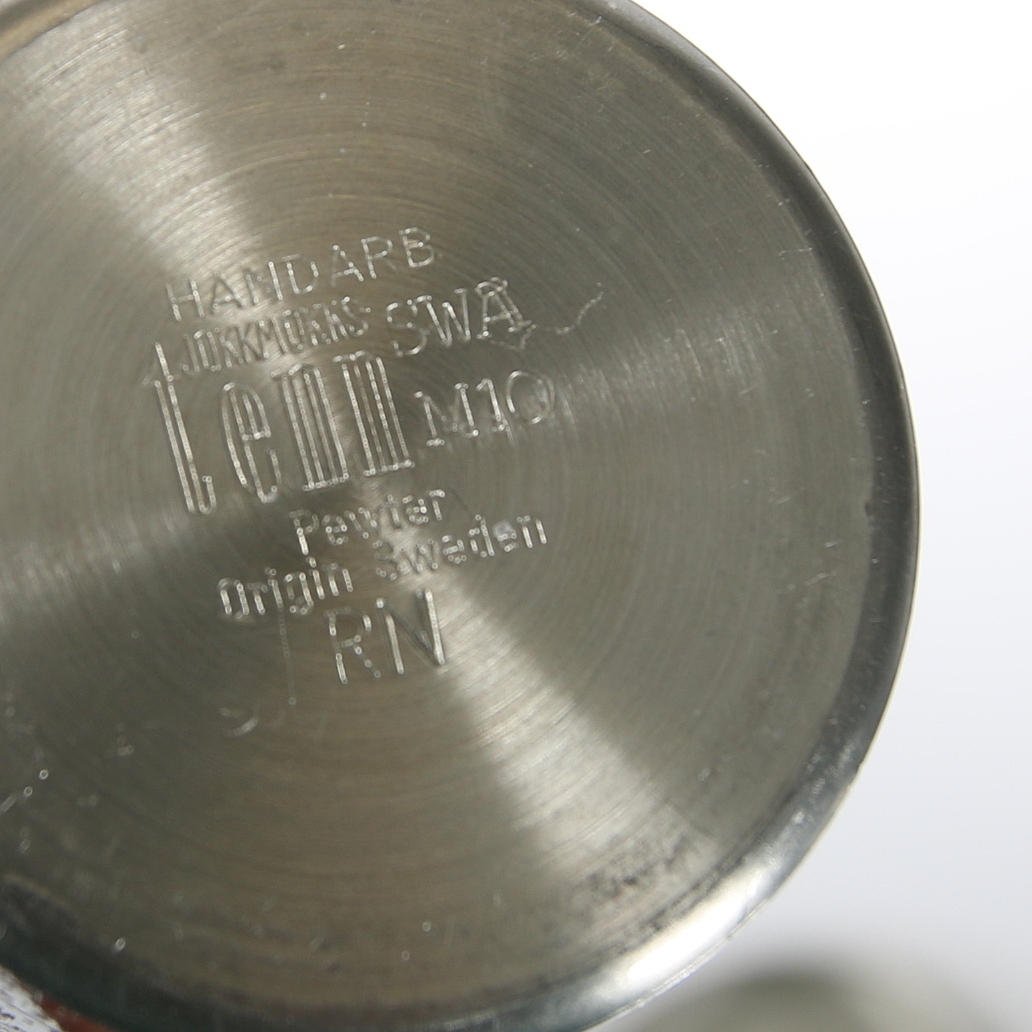 HANDARB
JOKKMOKKS SWA
Tenn M10
Pewter
Origin Sweden
RN